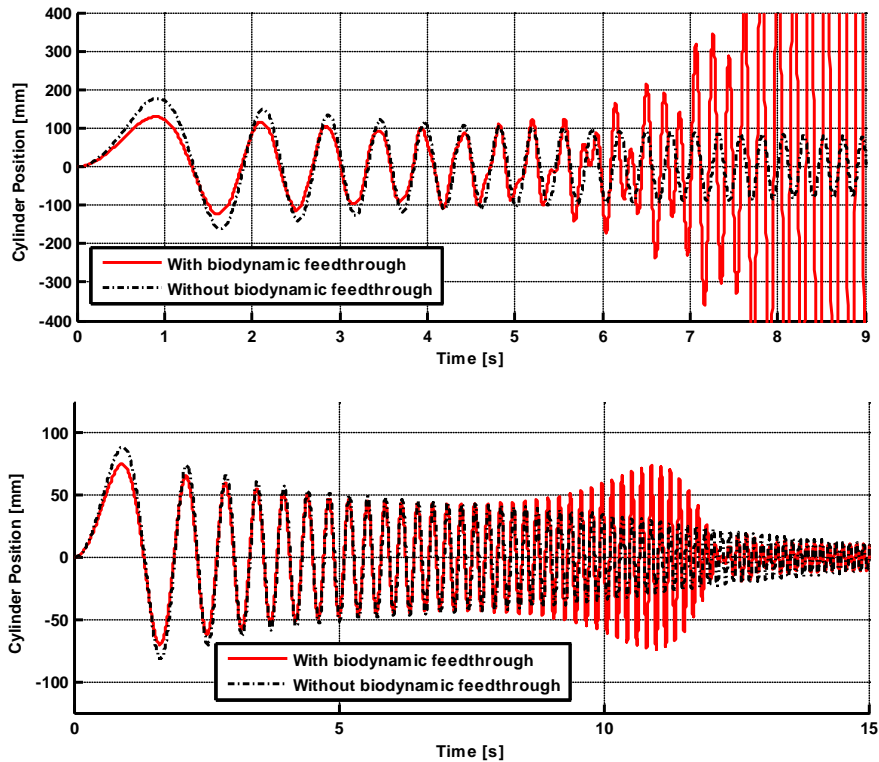 400
300
200
100
0
-100
-200
-300
-400
Cylinder Position [mm]
With biodynamic feedthrough
Without biodynamic feedthrough
0 1 2 3 4 5 6 7 8 9
Time [s]
100
50
0
-50
-100
Cylinder Position [mm]
With biodynamic feedthrough
Without biodynamic feedthrough
0 5 10 15
Time [s]